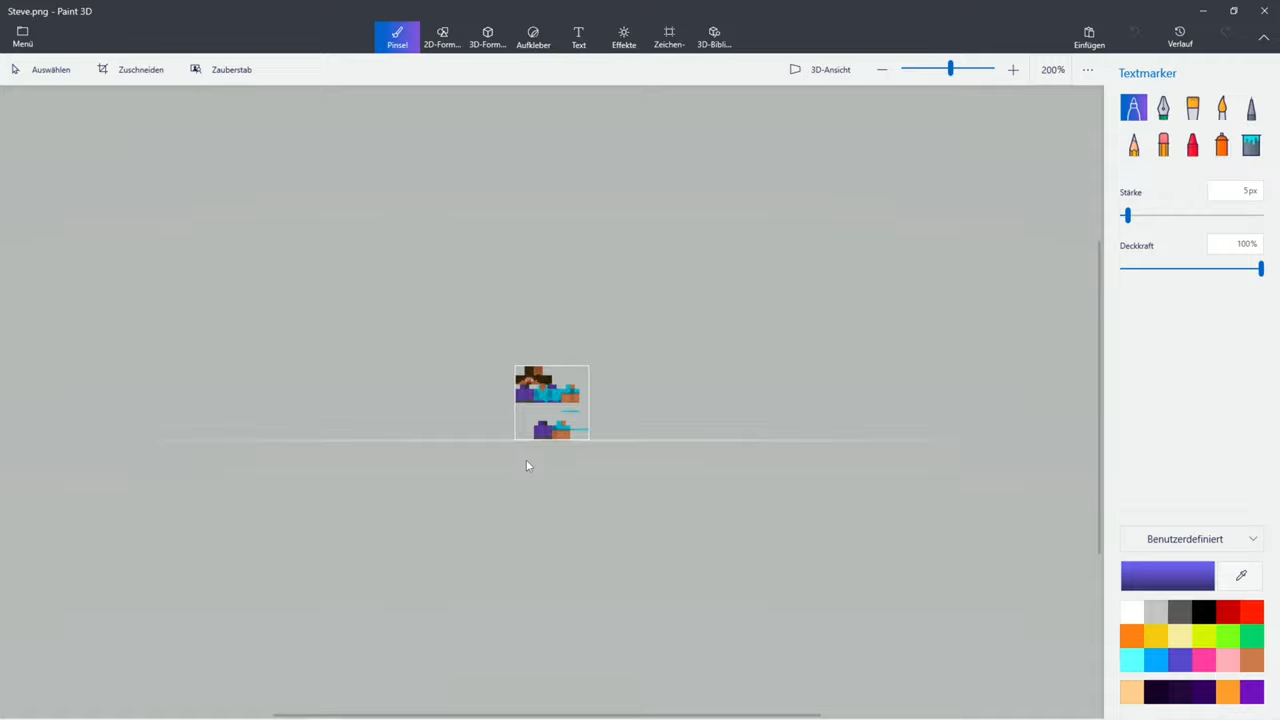 Steve.png - Paint 3D
Menü
Pinsel
2D-Form...
3D-Form...
Aufkleber
Text
Effekte
Zeichen-
3D-Bibli...
Einfügen
Verlauf
Auswählen
Zuschneiden
Zauberstab
3D-Ansicht
200%
Textmarker
Stärke
5px
Deckkraft
100%
Benutzerdefiniert